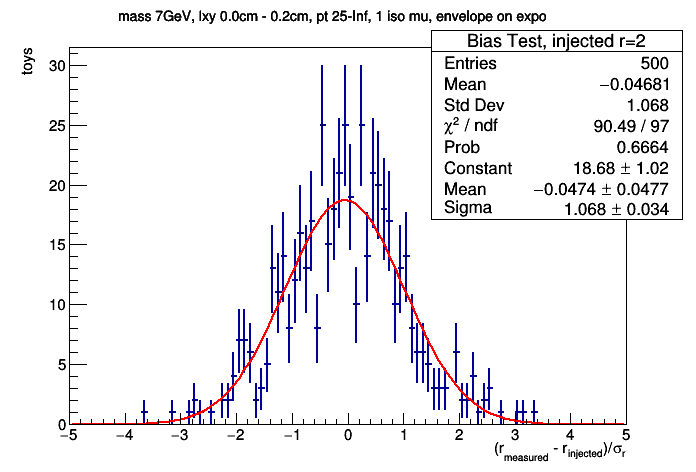 mass 7GeV, lxy 0.0cm - 0.2cm, pt 25-Inf, 1 iso mu, envelope on expo
Bias Test, injected r=2
Entries 500
Mean −0.04681
Std Dev 1.068
χ² / ndf 90.49 / 97
Prob 0.6664
Constant 18.68 ± 1.02
Mean −0.0474 ± 0.0477
Sigma 1.068 ± 0.034
toys
30
25
20
15
10
5
0
−5 −4 −3 −2 −1 0 1 2 3 4 5
(r_measured - r_injected)/σ_r